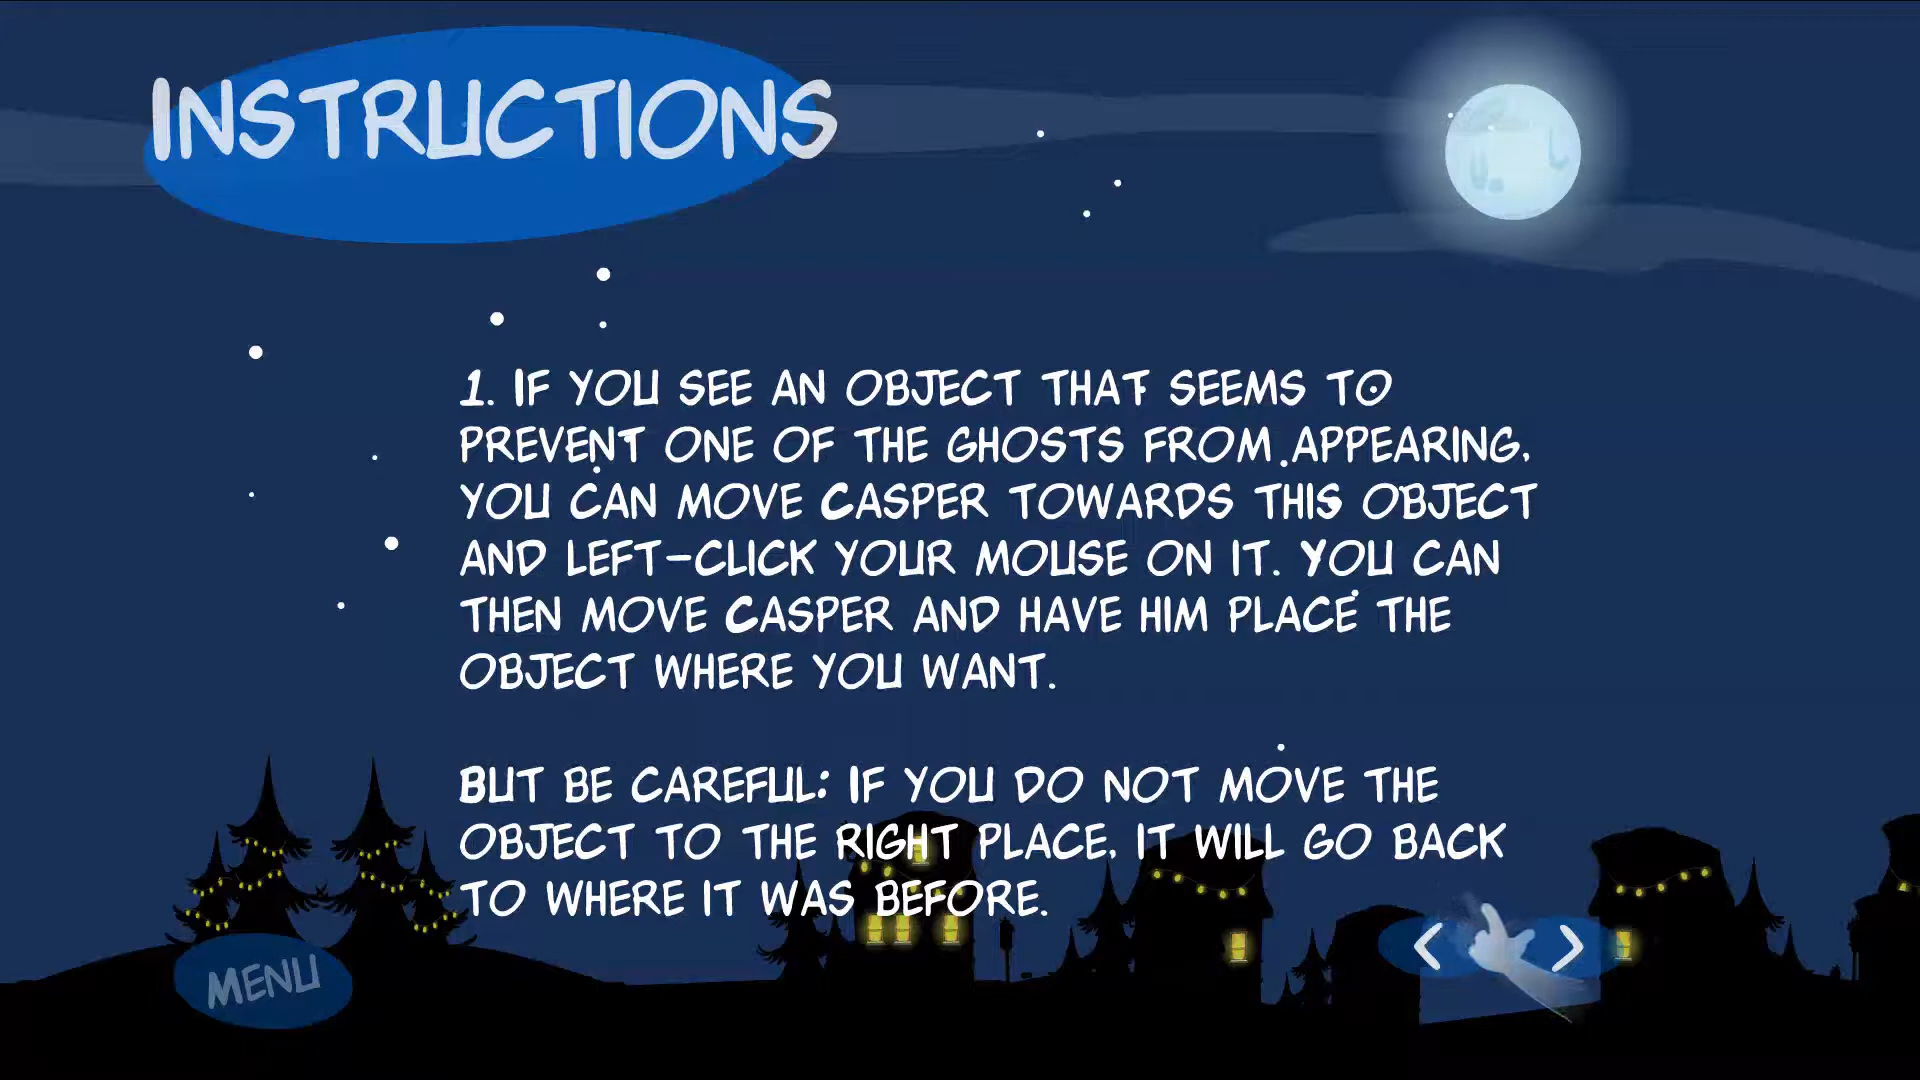 INSTRUCTIONS
1. IF YOU SEE AN OBJECT THAT SEEMS TO
PREVENT ONE OF THE GHOSTS FROM APPEARING,
YOU CAN MOVE CASPER TOWARDS THIS OBJECT
AND LEFT-CLICK YOUR MOUSE ON IT. YOU CAN
THEN MOVE CASPER AND HAVE HIM PLACE THE
OBJECT WHERE YOU WANT.
BUT BE CAREFUL: IF YOU DO NOT MOVE THE
OBJECT TO THE RIGHT PLACE, IT WILL GO BACK
TO WHERE IT WAS BEFORE.
MENU
< >